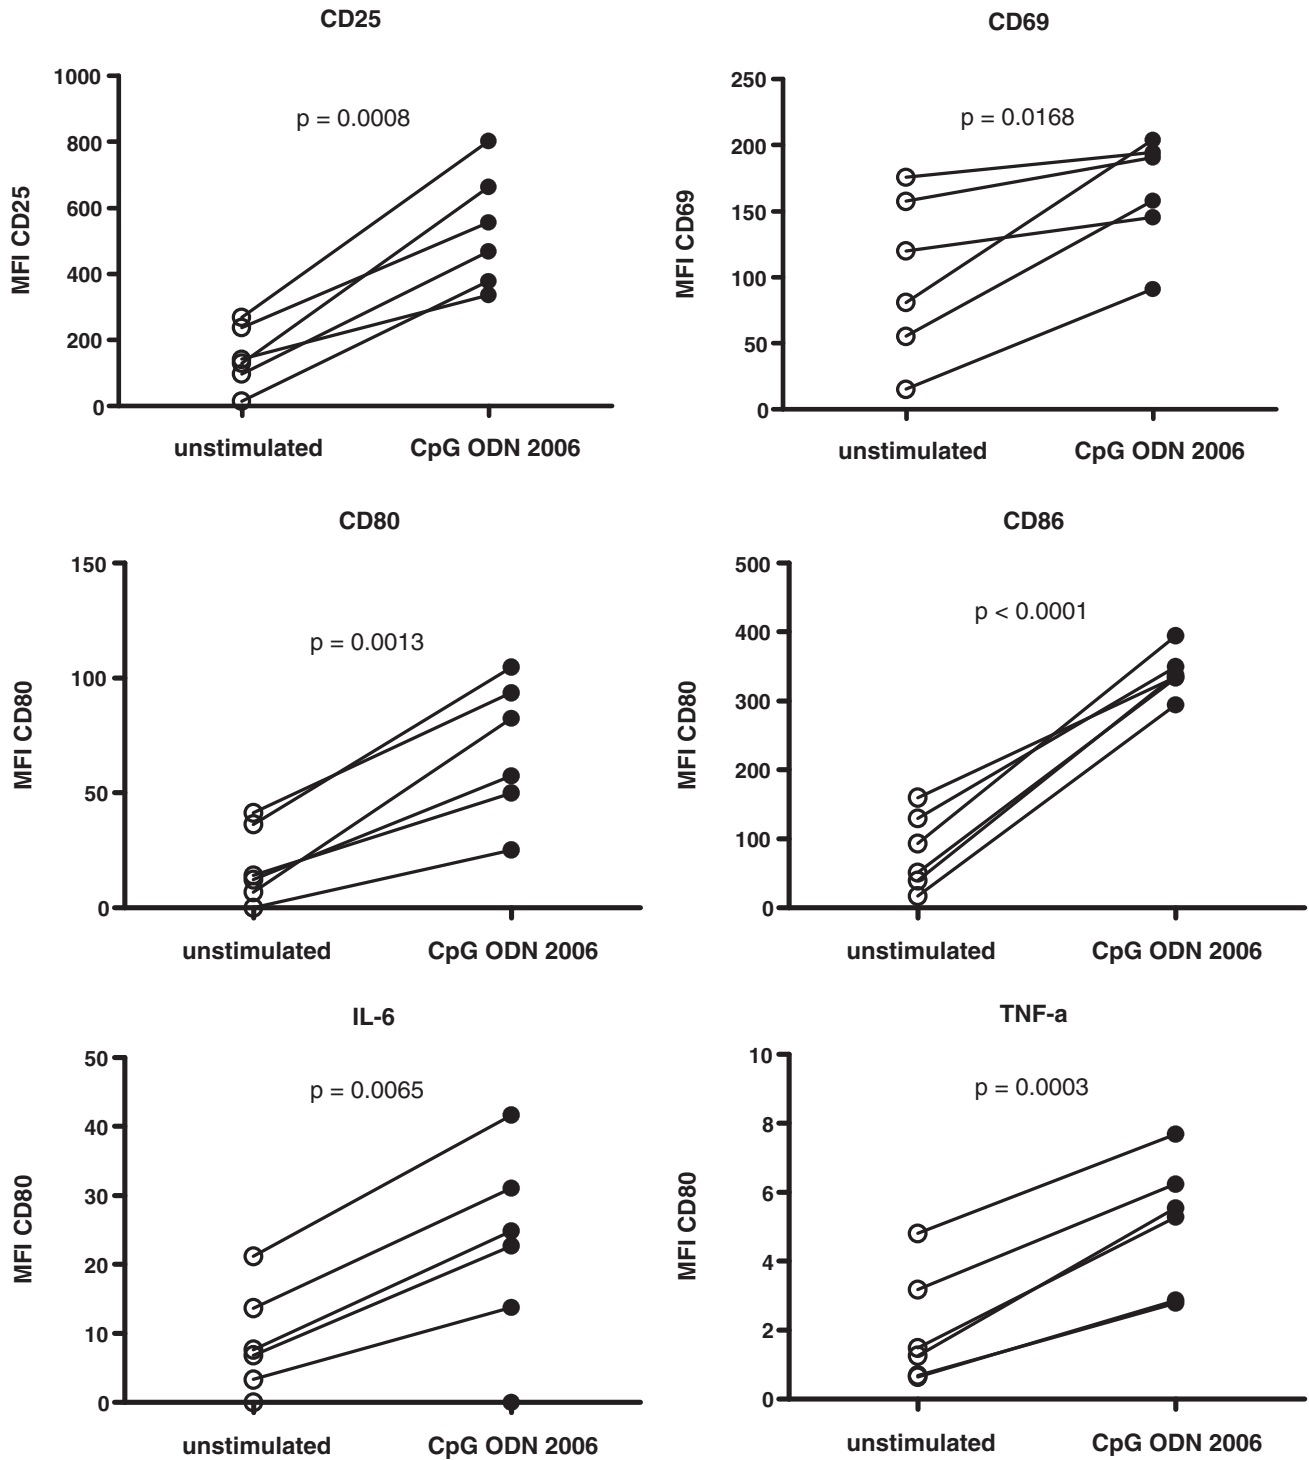 CD25
1000
800
600
400
200
0
MFI CD25
p = 0.0008
unstimulated
CpG ODN 2006
CD69
250
200
150
100
50
0
MFI CD69
p = 0.0168
unstimulated
CpG ODN 2006
CD80
150
100
50
0
MFI CD80
p = 0.0013
unstimulated
CpG ODN 2006
CD86
500
400
300
200
100
0
MFI CD80
p < 0.0001
unstimulated
CpG ODN 2006
IL-6
50
40
30
20
10
0
MFI CD80
p = 0.0065
unstimulated
CpG ODN 2006
TNF-a
10
8
6
4
2
0
MFI CD80
p = 0.0003
unstimulated
CpG ODN 2006